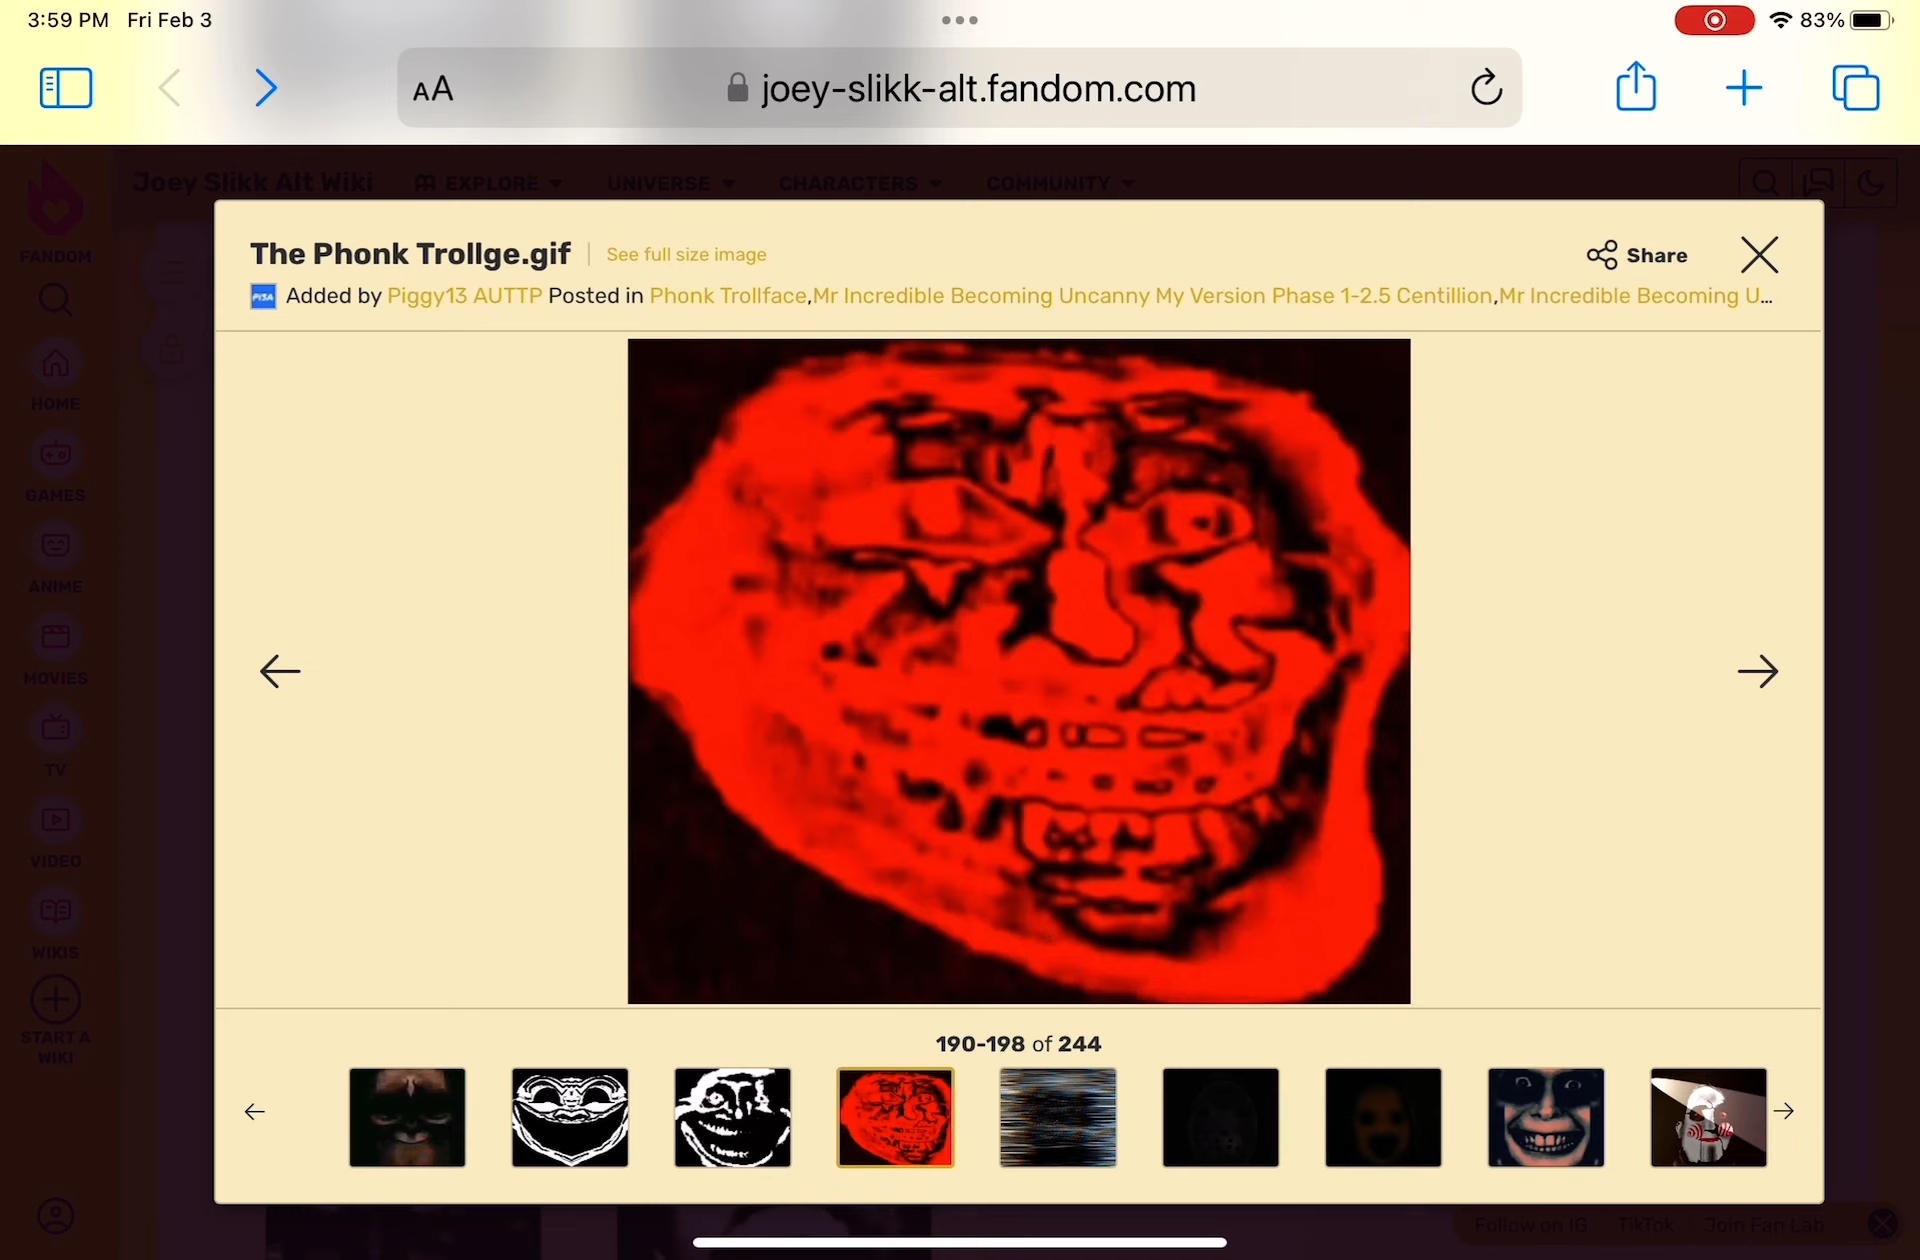 3:59 PM Fri Feb 3
83%
AA
joey-slikk-alt.fandom.com
Joey Slikk Alt Wiki
EXPLORE
UNIVERSE
CHARACTERS
COMMUNITY
FANDOM
The Phonk Trollge.gif
See full size image
Share
Added by Piggy13 AUTTP Posted in Phonk Trollface,Mr Incredible Becoming Uncanny My Version Phase 1-2.5 Centillion,Mr Incredible Becoming U...
HOME
GAMES
ANIME
MOVIES
TV
VIDEO
WIKIS
START A
WIKI
190-198 of 244
Follow on IG
TikTok
Join Fan Lab